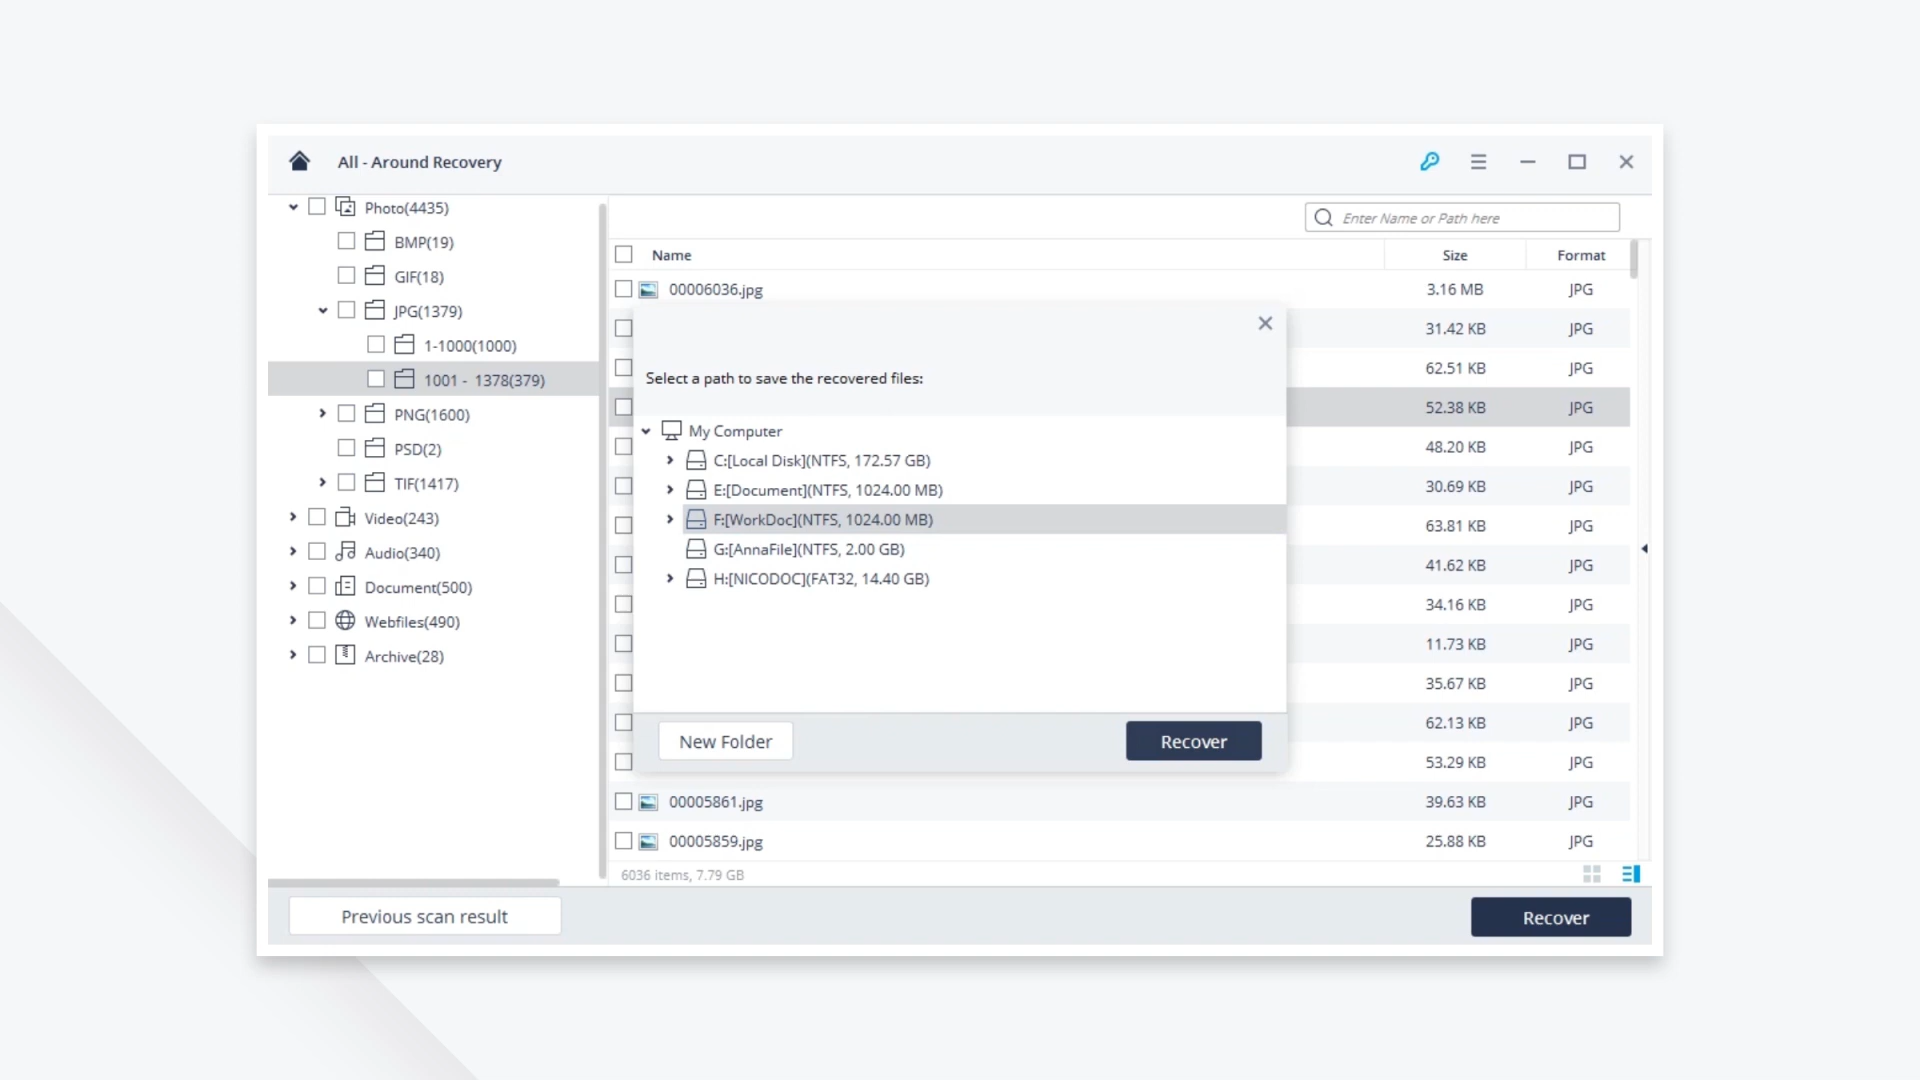 All - Around Recovery
Photo(4435)
BMP(19)
GIF(18)
JPG(1379)
1-1000(1000)
1001 - 1378(379)
PNG(1600)
PSD(2)
TIF(1417)
Video(243)
Audio(340)
Document(500)
Webfiles(490)
Archive(28)
Enter Name or Path here
Name Size Format
00006036.jpg 3.16 MB JPG
31.42 KB JPG
62.51 KB JPG
52.38 KB JPG
48.20 KB JPG
30.69 KB JPG
63.81 KB JPG
41.62 KB JPG
34.16 KB JPG
11.73 KB JPG
35.67 KB JPG
62.13 KB JPG
53.29 KB JPG
00005861.jpg 39.63 KB JPG
00005859.jpg 25.88 KB JPG
Select a path to save the recovered files:
My Computer
C:[Local Disk](NTFS, 172.57 GB)
E:[Document](NTFS, 1024.00 MB)
F:[WorkDoc](NTFS, 1024.00 MB)
G:[AnnaFile](NTFS, 2.00 GB)
H:[NICODOC](FAT32, 14.40 GB)
New Folder Recover
6036 items, 7.79 GB
Previous scan result Recover